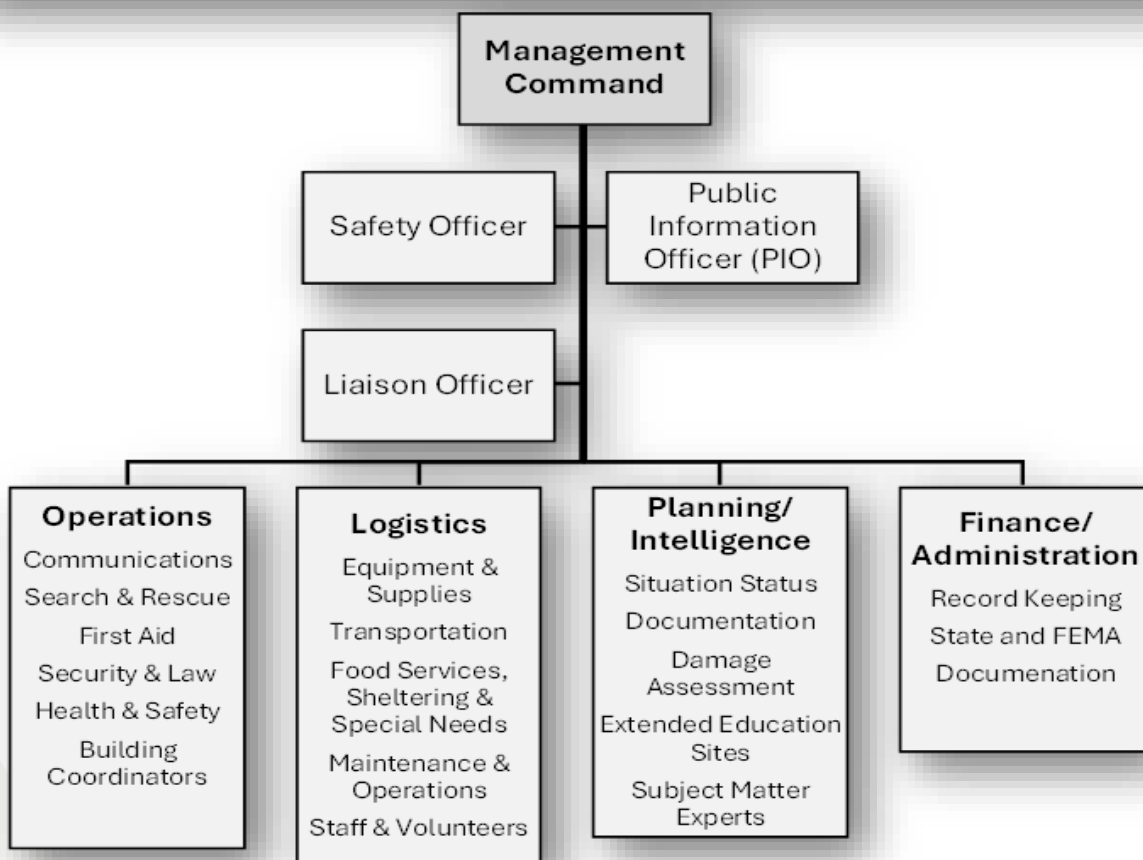 Management
Command
Safety Officer
Public
Information
Officer (PIO)
Liaison Officer
Operations
Communications
Search & Rescue
First Aid
Security & Law
Health & Safety
Building
Coordinators
Logistics
Equipment &
Supplies
Transportation
Food Services,
Sheltering &
Special Needs
Maintenance &
Operations
Staff & Volunteers
Planning/
Intelligence
Situation Status
Documentation
Damage
Assessment
Extended Education
Sites
Subject Matter
Experts
Finance/
Administration
Record Keeping
State and FEMA
Documenation